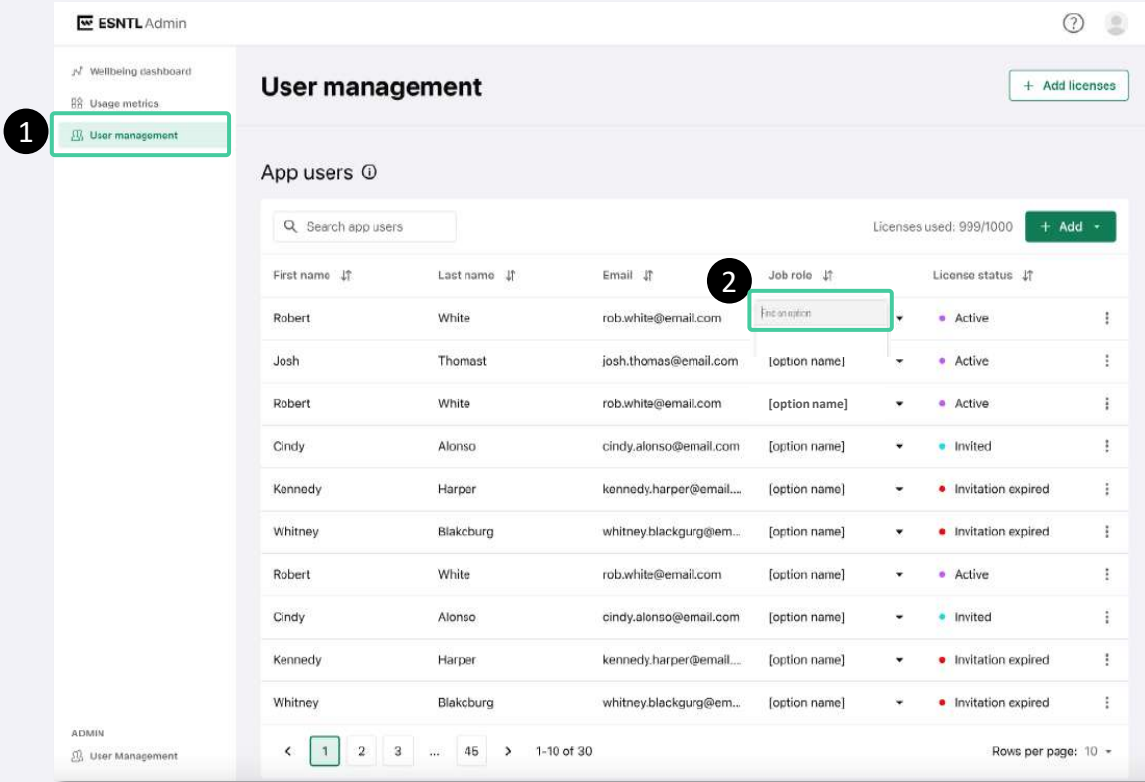 ESNTL Admin
Wellbeing dashboard
Usage metrics
1
User management
User management
+ Add licenses
App users
Search app users
Licenses used: 999/1000
+ Add
First name
Last name
Email
2
Job role
License status
Robert White rob.white@email.com Find an option Active
Josh Thomast josh.thomas@email.com [option name] Active
Robert White rob.white@email.com [option name] Active
Cindy Alonso cindy.alonso@email.com [option name] Invited
Kennedy Harper kennedy.harper@email.... [option name] Invitation expired
Whitney Blakcburg whitney.blackgurg@em... [option name] Invitation expired
Robert White rob.white@email.com [option name] Active
Cindy Alonso cindy.alonso@email.com [option name] Invited
Kennedy Harper kennedy.harper@email.... [option name] Invitation expired
Whitney Blakcburg whitney.blackgurg@em... [option name] Invitation expired
ADMIN
User Management
< 1 2 3 ... 45 > 1-10 of 30
Rows per page: 10